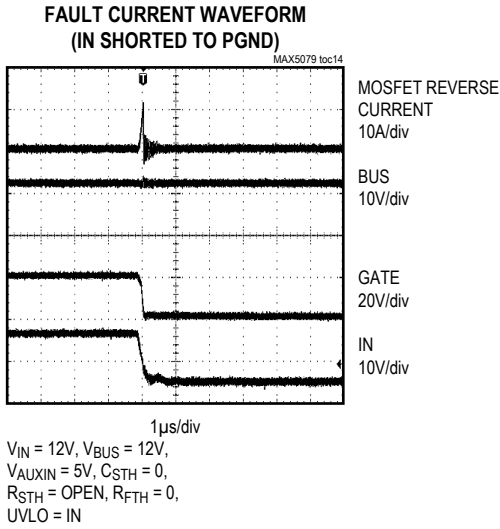 FAULT CURRENT WAVEFORM
(IN SHORTED TO PGND)
MAX5079 toc14
T
MOSFET REVERSE
CURRENT
10A/div
BUS
10V/div
GATE
20V/div
IN
10V/div
1µs/div
VIN = 12V, VBUS = 12V,
VAUXIN = 5V, CSTH = 0,
RSTH = OPEN, RFTH = 0,
UVLO = IN